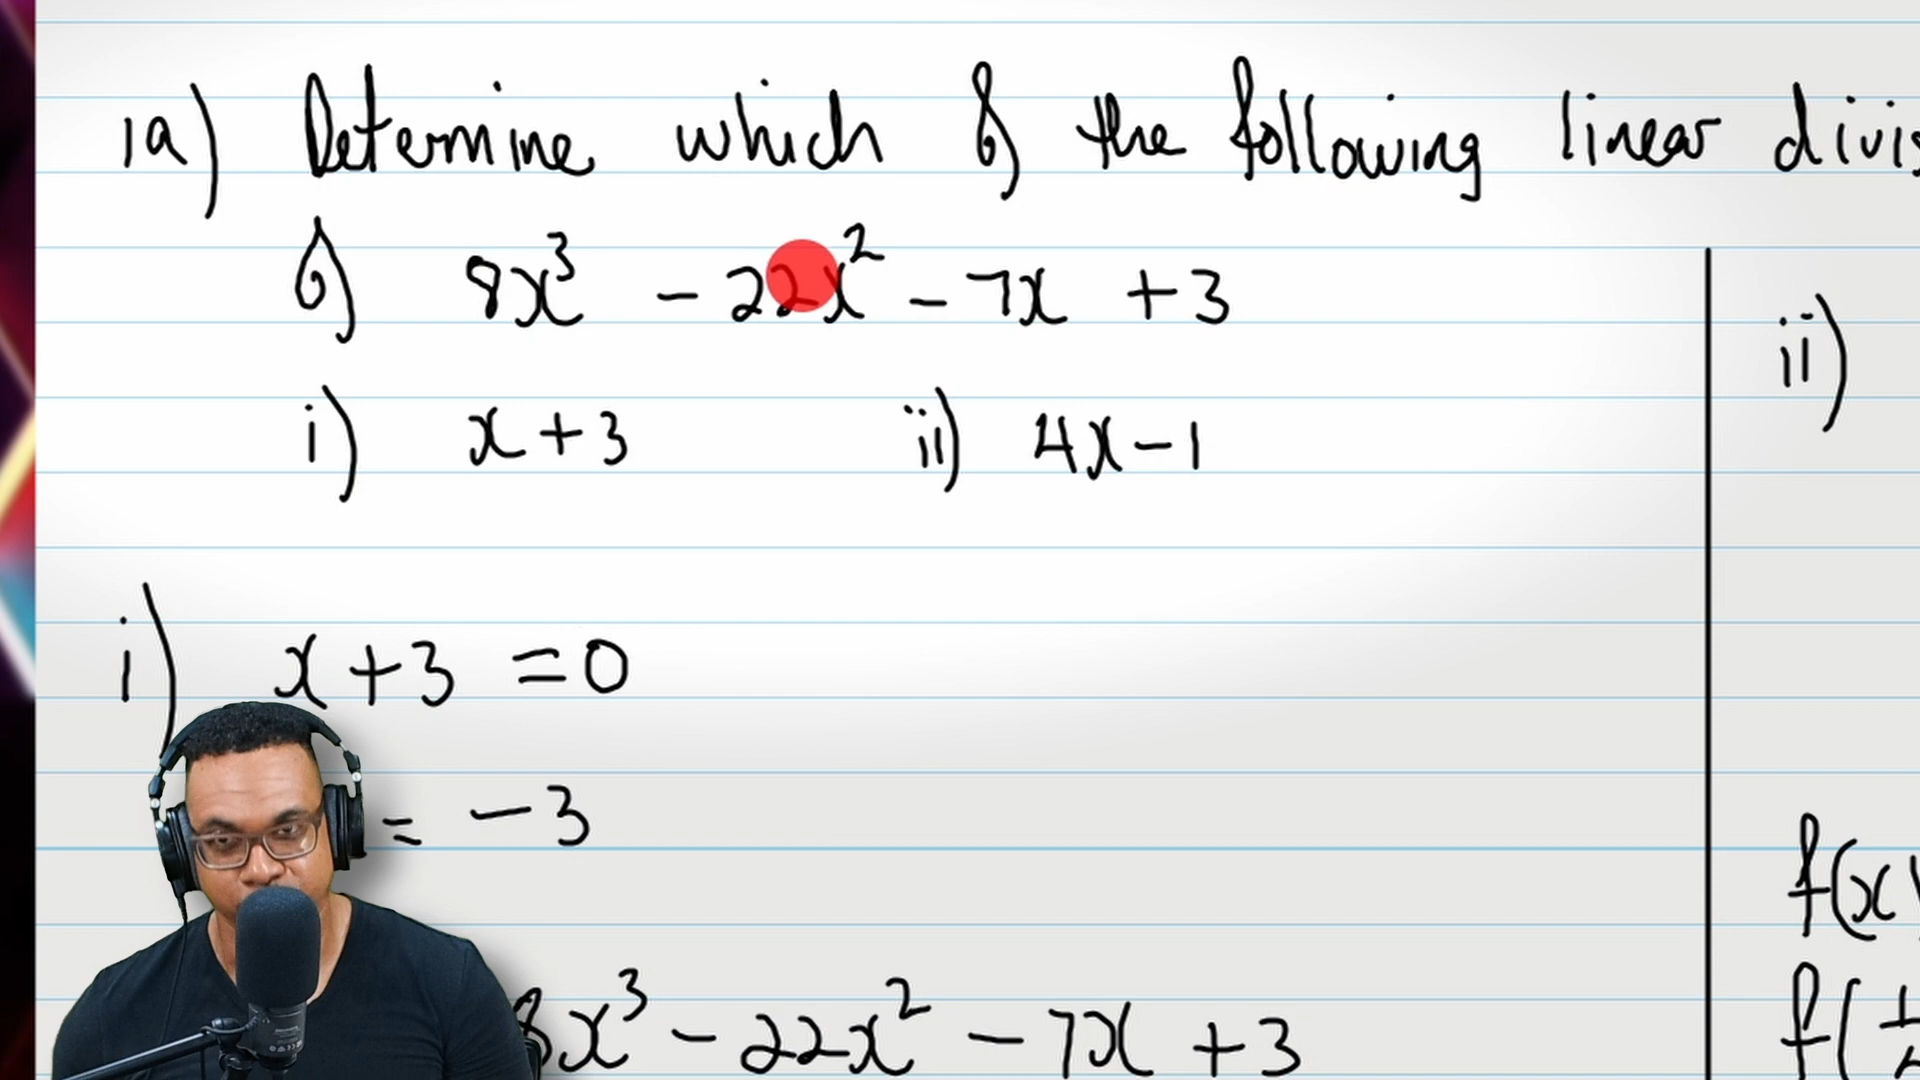 1a) Determine which of the following linear divis
of 8x³ - 22x² - 7x + 3
i) x + 3 ii) 4x - 1
i) x + 3 = 0
= -3
8x³ - 22x² - 7x + 3
ii)
f(x)
f(1